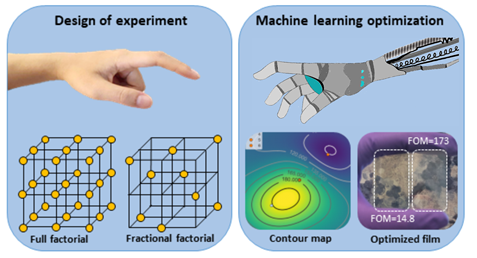 Design of experiment
Machine learning optimization
Full factorial
Fractional factorial
FOM=173
FOM=14.8
Contour map
Optimized film